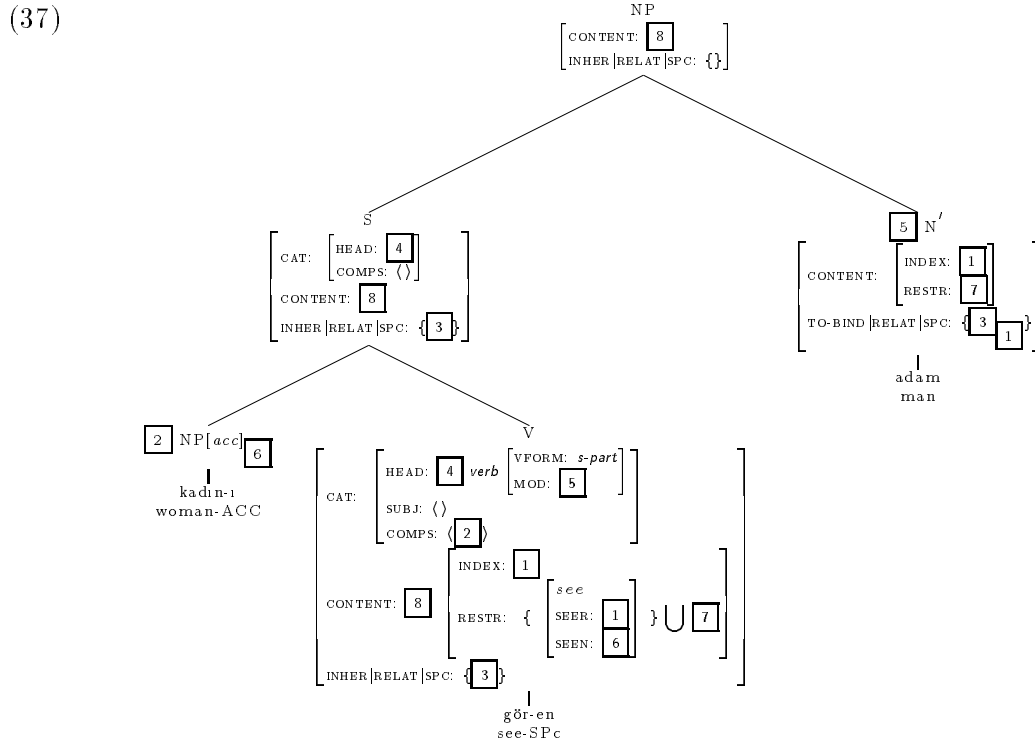 (37)
NP
CONTENT: 8
INHER|RELAT|SPC: {}
S
CAT: HEAD: 4
COMPS: ⟨⟩
CONTENT: 8
INHER|RELAT|SPC: {3}
5 N′
CONTENT: INDEX: 1
RESTR: 7
TO-BIND|RELAT|SPC: {3 1}
adam
man
2 NP[acc] 6
kadın-ı
woman-ACC
V
CAT: HEAD: 4 verb VFORM: s-part
MOD: 5
SUBJ: ⟨⟩
COMPS: ⟨2⟩
CONTENT: 8 INDEX: 1
RESTR: { see
SEER: 1
SEEN: 6 } ⋃ 7
INHER|RELAT|SPC: {3}
gör-en
see-SPc